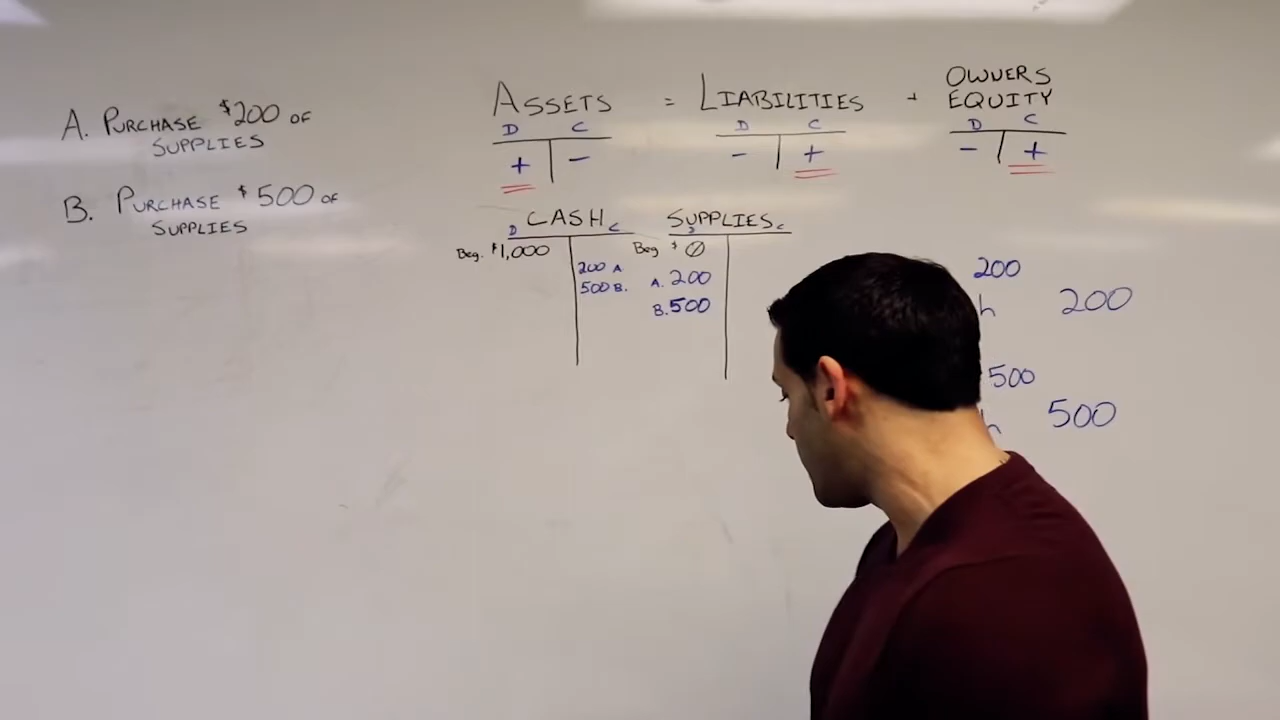 A. PURCHASE $200 OF
SUPPLIES
B. PURCHASE $500 OF
SUPPLIES
ASSETS = LIABILITIES + OWNERS EQUITY
D C D C D C
+ - - + - +
CASH SUPPLIES
D C D C
Beg. $1,000 Beg $ 0
200 A A. 200
500 B. B. 500
200
h 200
500
h 500